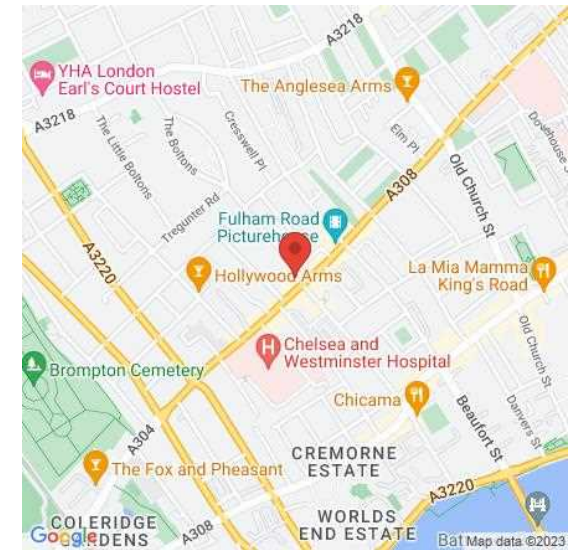 A3218
A3218
YHA London
Earl's Court Hostel
The Anglesea Arms
A3218
The Little Boltons
The Boltons
Cresswell Pl
Elm Pl
Dovehouse S
Old Church St
A308
Tregunter Rd
Fulham Road
Picturehouse
A3220
Hollywood Arms
La Mia Mamma
King's Road
Chelsea and
Westminster Hospital
Old Church St
Brompton Cemetery
Chicama
Beaufort St
Danvers St
A304
CREMORNE
ESTATE
The Fox and Pheasant
A3220
Google
COLERIDGE
GARDENS
A308
WORLDS
END ESTATE
Bat
Map data ©2023